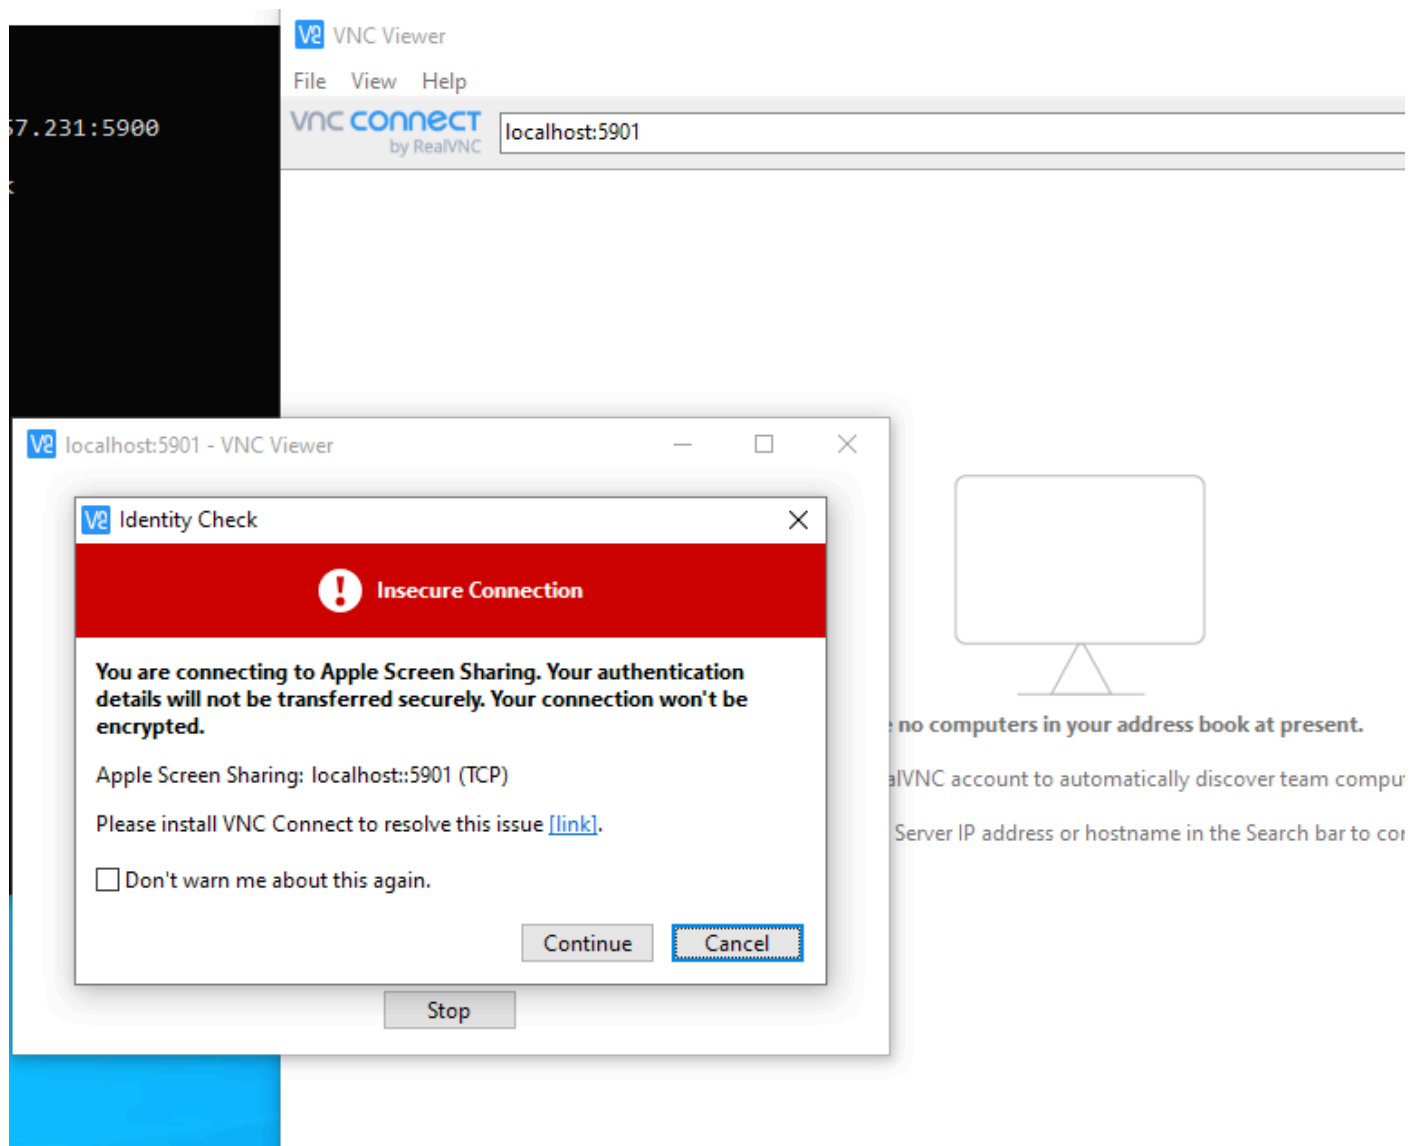 VNC Viewer
File View Help
57.231:5900
vnc connect
by RealVNC
localhost:5901
localhost:5901 - VNC Viewer
Identity Check
Insecure Connection
You are connecting to Apple Screen Sharing. Your authentication
details will not be transferred securely. Your connection won't be
encrypted.
Apple Screen Sharing: localhost::5901 (TCP)
Please install VNC Connect to resolve this issue [link].
Don't warn me about this again.
Continue Cancel
Stop
no computers in your address book at present.
account to automatically discover team
Server IP address or hostname in the Search bar to